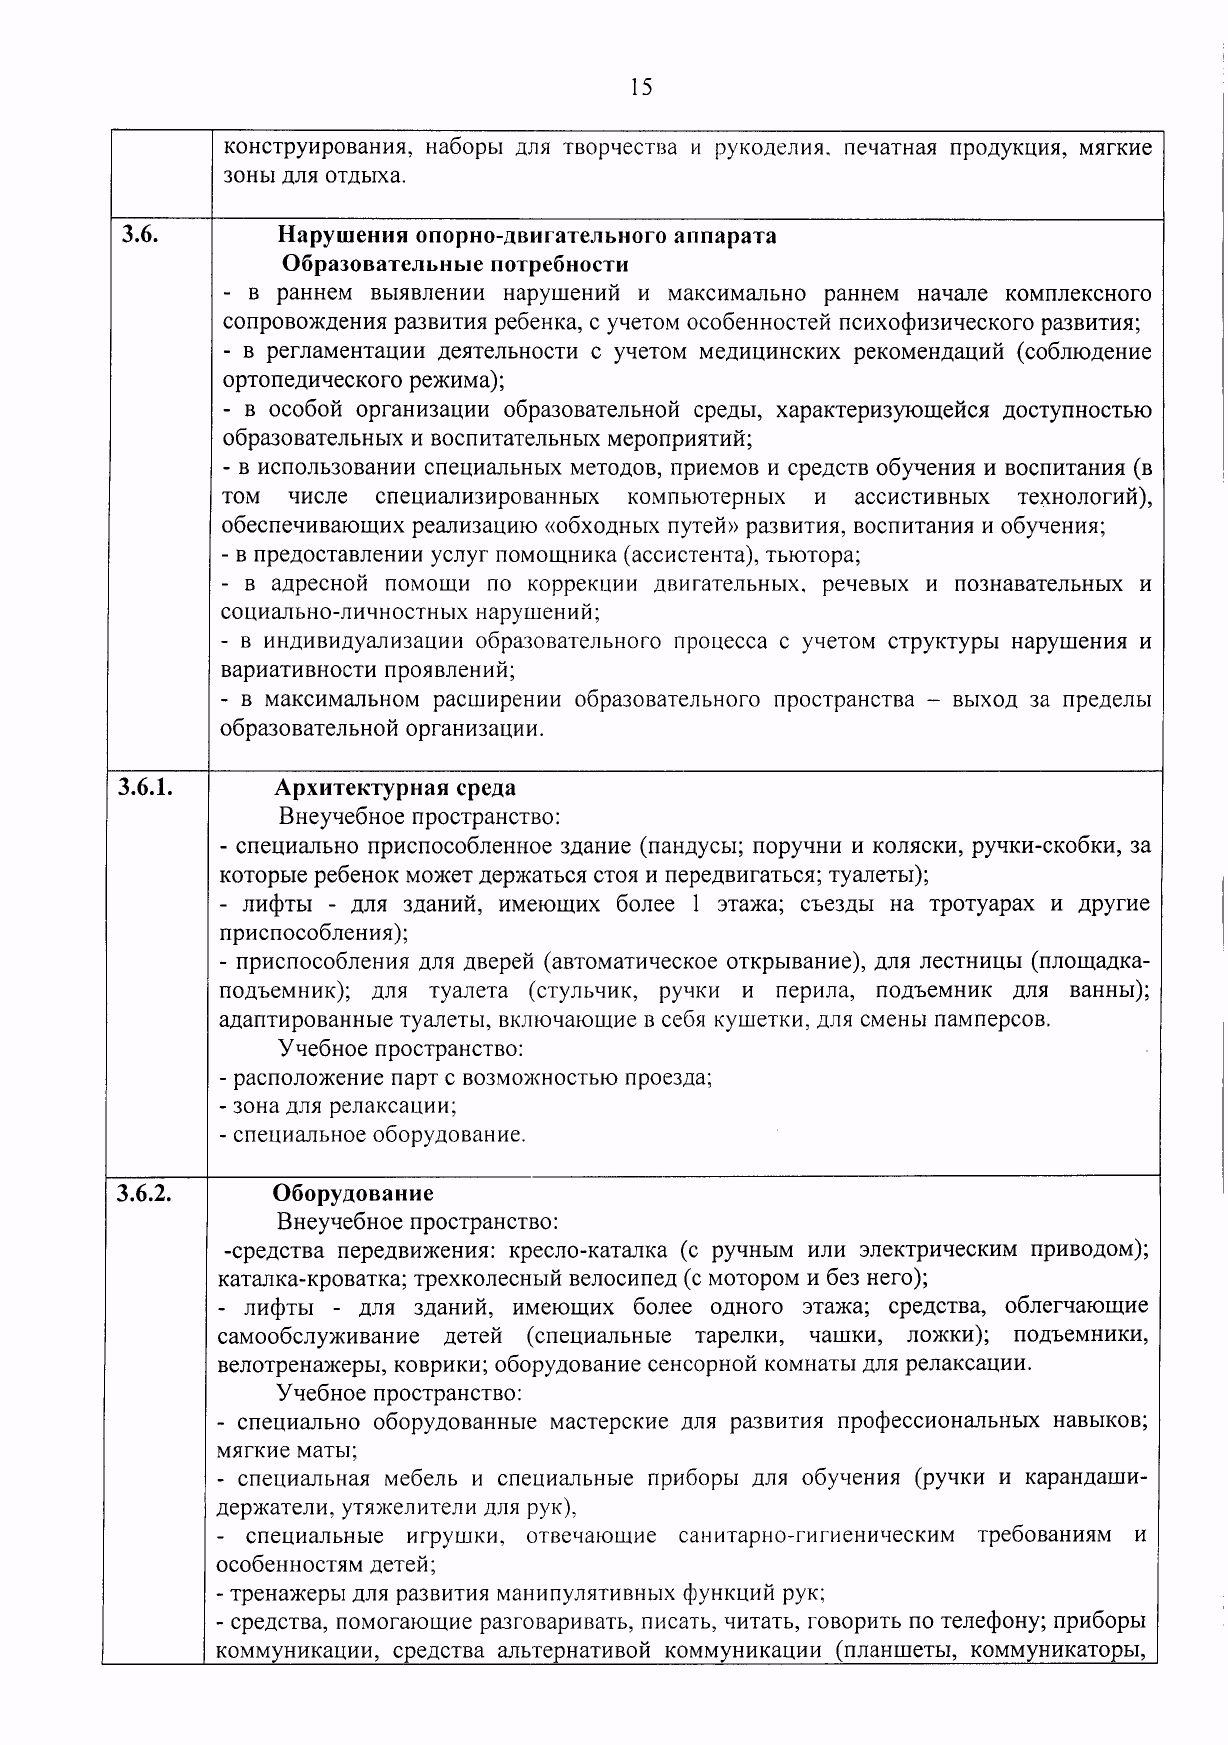 15
конструирования, наборы для творчества и рукоделия, печатная продукция, мягкие
зоны для отдыха.
3.6.
Нарушения опорно-двигательного аппарата
Образовательные потребности
- в раннем выявлении нарушений и максимально раннем начале комплексного
сопровождения развития ребенка, с учетом особенностей психофизического развития;
- в регламентации деятельности с учетом медицинских рекомендаций (соблюдение
ортопедического режима);
- в особой организации образовательной среды, характеризующейся доступностью
образовательных и воспитательных мероприятий;
- в использовании специальных методов, приемов и средств обучения и воспитания (в
том числе специализированных компьютерных и ассистивных технологий),
обеспечивающих реализацию «обходных путей» развития, воспитания и обучения;
- в предоставлении услуг помощника (ассистента), тьютора;
- в адресной помощи по коррекции двигательных, речевых и познавательных и
социально-личностных нарушений;
- в индивидуализации образовательного процесса с учетом структуры нарушения и
вариативности проявлений;
- в максимальном расширении образовательного пространства – выход за пределы
образовательной организации.
3.6.1.
Архитектурная среда
Внеучебное пространство:
- специально приспособленное здание (пандусы; поручни и коляски, ручки-скобки, за
которые ребенок может держаться стоя и передвигаться; туалеты);
- лифты - для зданий, имеющих более 1 этажа; съезды на тротуарах и другие
приспособления);
- приспособления для дверей (автоматическое открывание), для лестницы (площадка-
подъемник); для туалета (стульчик, ручки и перила, подъемник для ванны);
адаптированные туалеты, включающие в себя кушетки, для смены памперсов.
Учебное пространство:
- расположение парт с возможностью проезда;
- зона для релаксации;
- специальное оборудование.
3.6.2.
Оборудование
Внеучебное пространство:
-средства передвижения: кресло-каталка (с ручным или электрическим приводом);
каталка-кроватка; трехколесный велосипед (с мотором и без него);
- лифты - для зданий, имеющих более одного этажа; средства, облегчающие
самообслуживание детей (специальные тарелки, чашки, ложки); подъемники,
велотренажеры, коврики; оборудование сенсорной комнаты для релаксации.
Учебное пространство:
- специально оборудованные мастерские для развития профессиональных навыков;
мягкие маты;
- специальная мебель и специальные приборы для обучения (ручки и карандаши-
держатели, утяжелители для рук),
- специальные игрушки, отвечающие санитарно-гигиеническим требованиям и
особенностям детей;
- тренажеры для развития манипулятивных функций рук;
- средства, помогающие разговаривать, писать, читать, говорить по телефону; приборы
коммуникации, средства альтернативой коммуникации (планшеты, коммуникаторы,